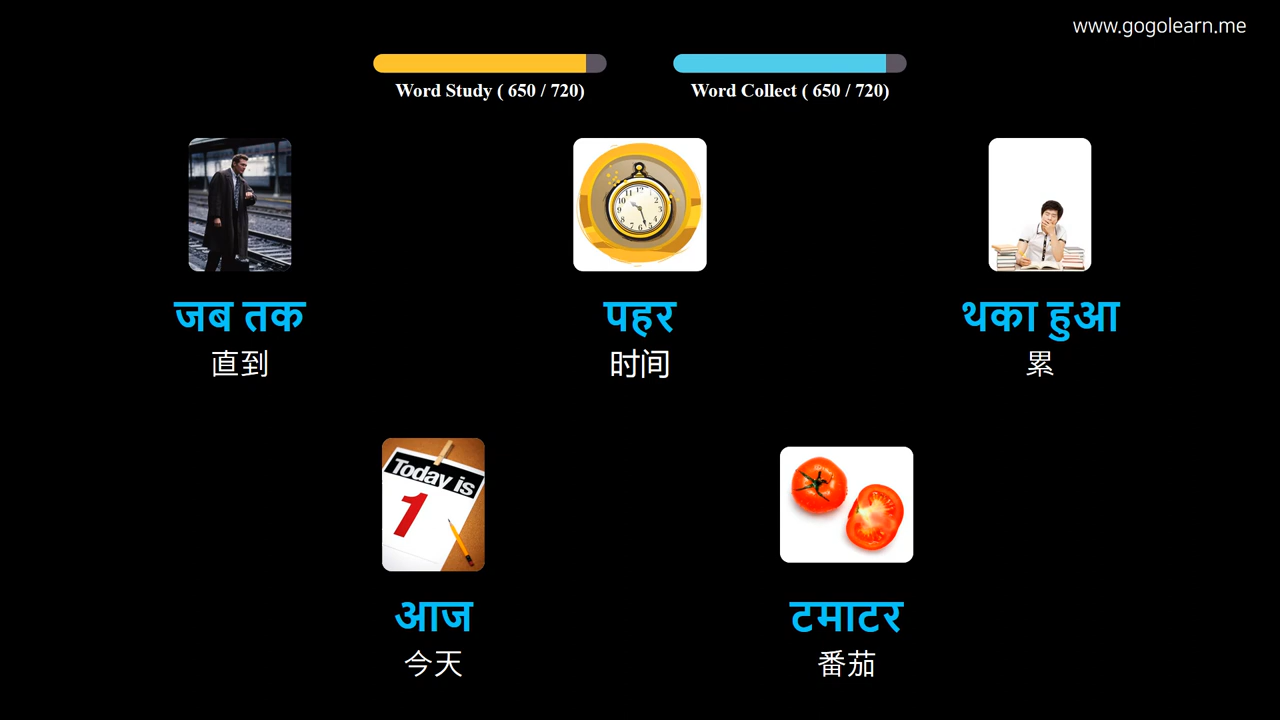 www.gogolearn.me
Word Study ( 650 / 720)
Word Collect ( 650 / 720)
जब तक
直到
पहर
时间
थका हुआ
累
Today is
1
आज
今天
टमाटर
番茄